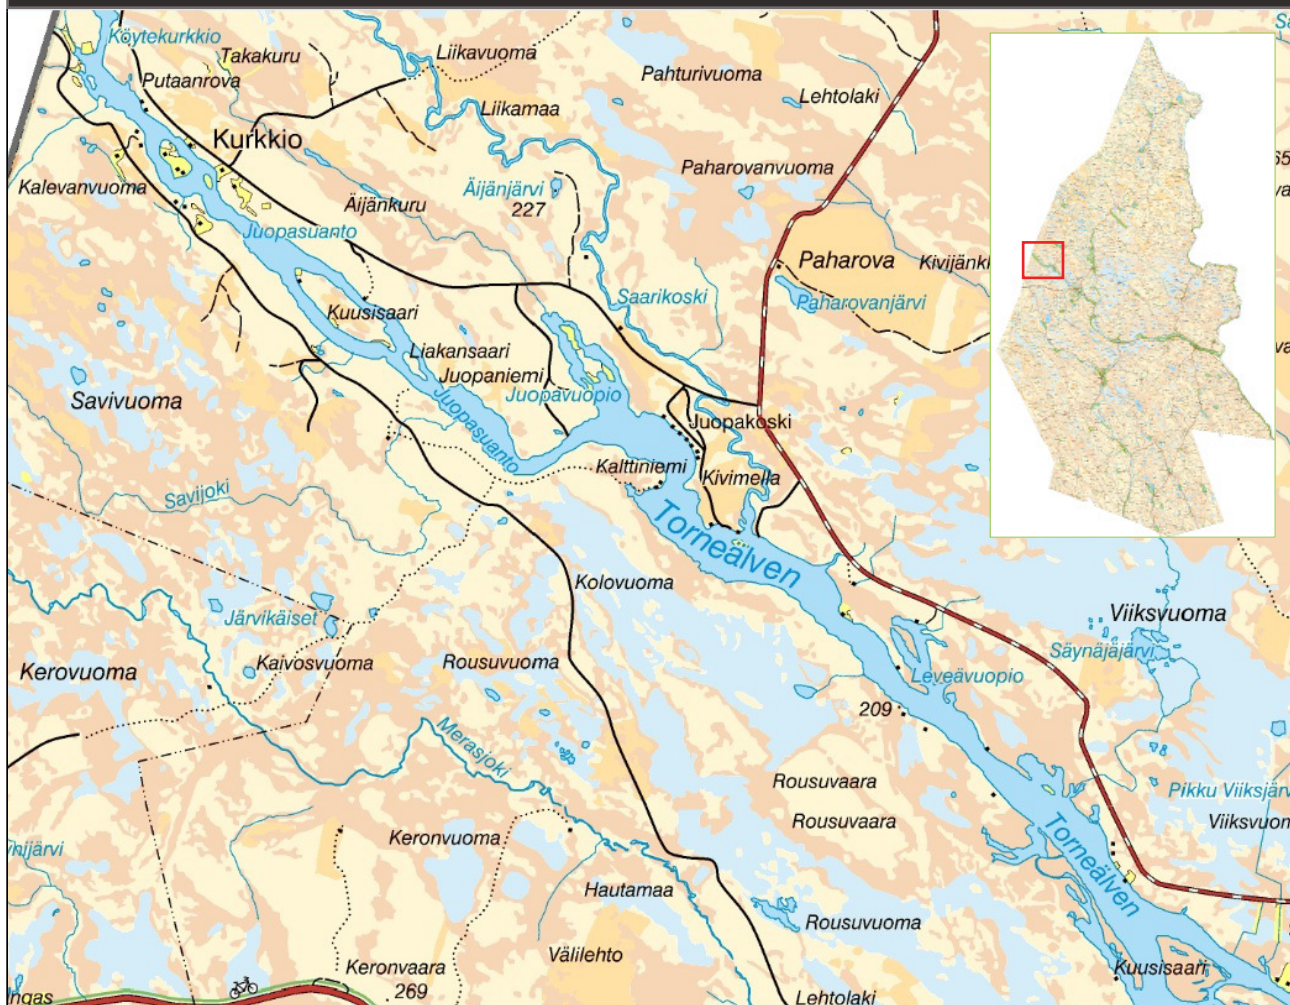 Köytekurkkio
Takakuru
Liikavuoma
Putaanrova
Pahturivuoma
Lehtolaki
Liikamaa
Kurkkio
Paharovanvuoma
Kalevanvuoma
Äijänjärvi
227
Äijänkuru
Juopasuanto
Paharova
Saarikoski
Paharovanjärvi
Kuusisaari
Liakansaari
Juopaniemi
Juopavuopio
Savivuoma
Juopasuanto
Juopakoski
Kalttiniemi
Kivimella
Savijoki
Torneälven
Kolovuoma
Järvikäiset
Viiksvuoma
Kerovuoma
Kaivosvuoma
Rousuvuoma
Säynäjäjärvi
Leveävuopio
209
Merasjoki
Rousuvaara
Pikku Viiksjärv
Rousuvaara
Viiksvuom
Keronvuoma
Torneälven
Hautamaa
Rousuvuoma
Välilehto
Keronvaara
269
Kuusisaari
Lehtolaki